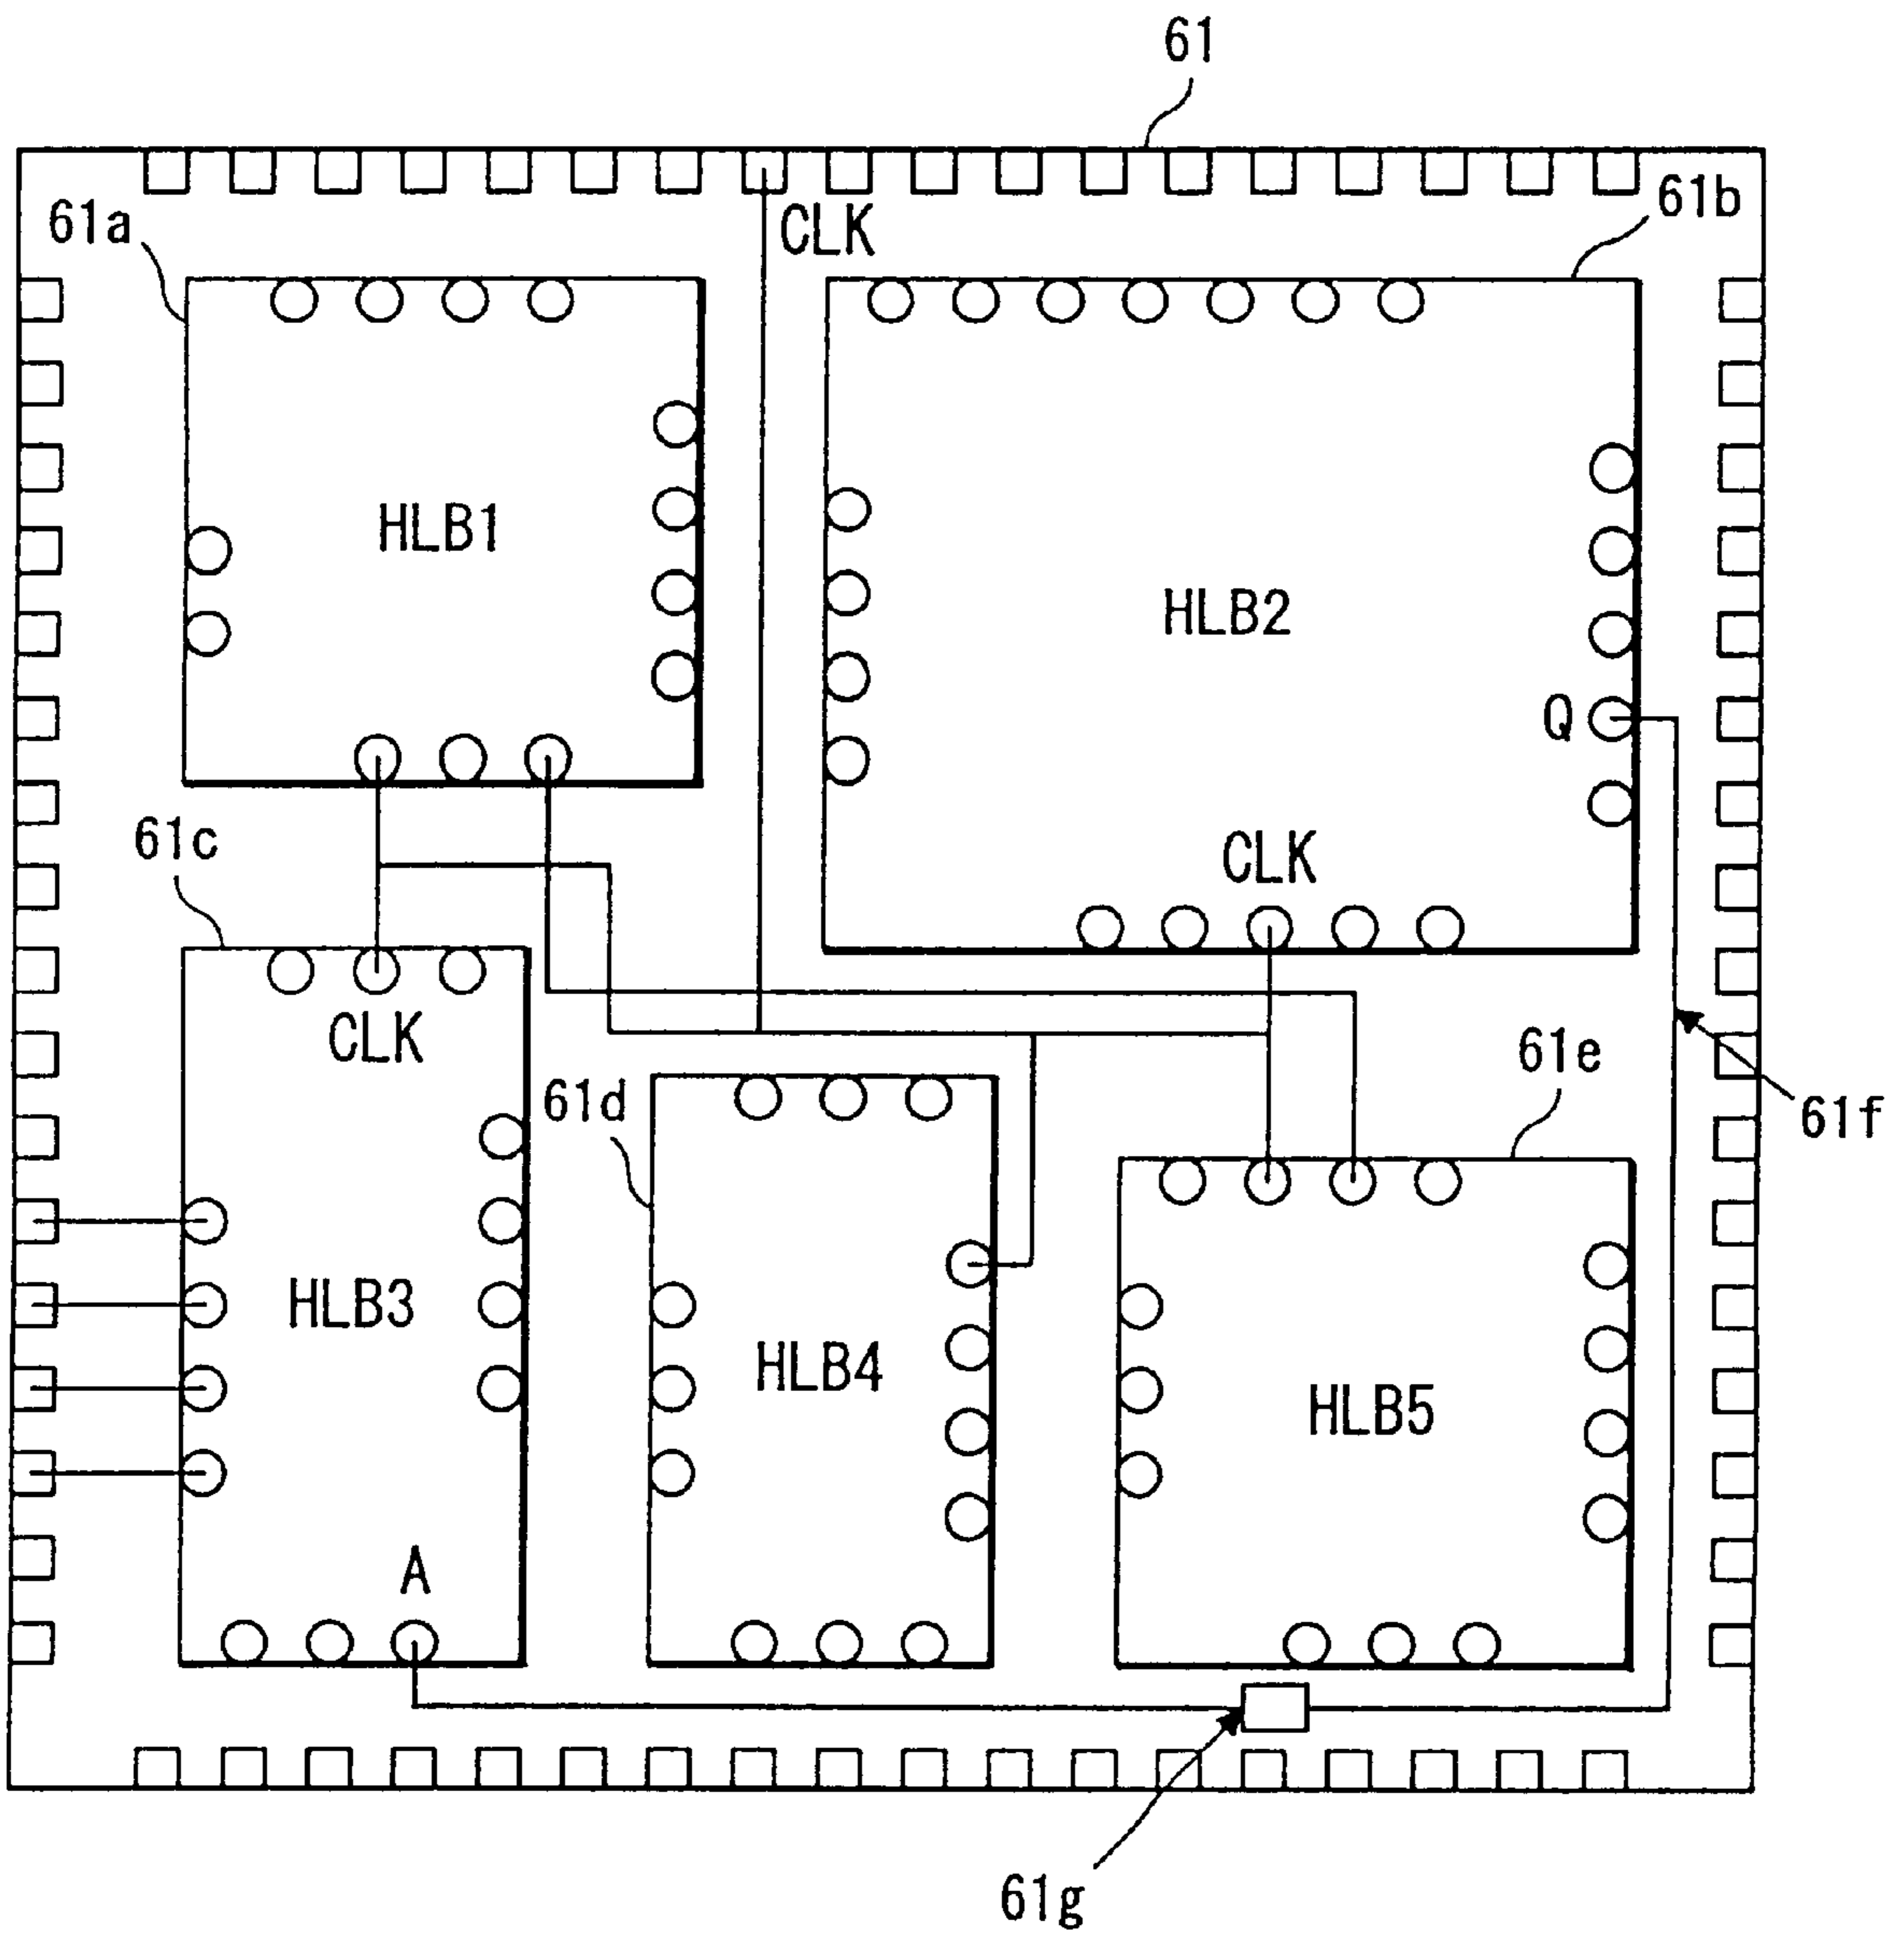 61
61a
CLK
61b
HLB1
HLB2
Q
61c
CLK
CLK
61d
61e
61f
HLB3
HLB4
HLB5
A
61g